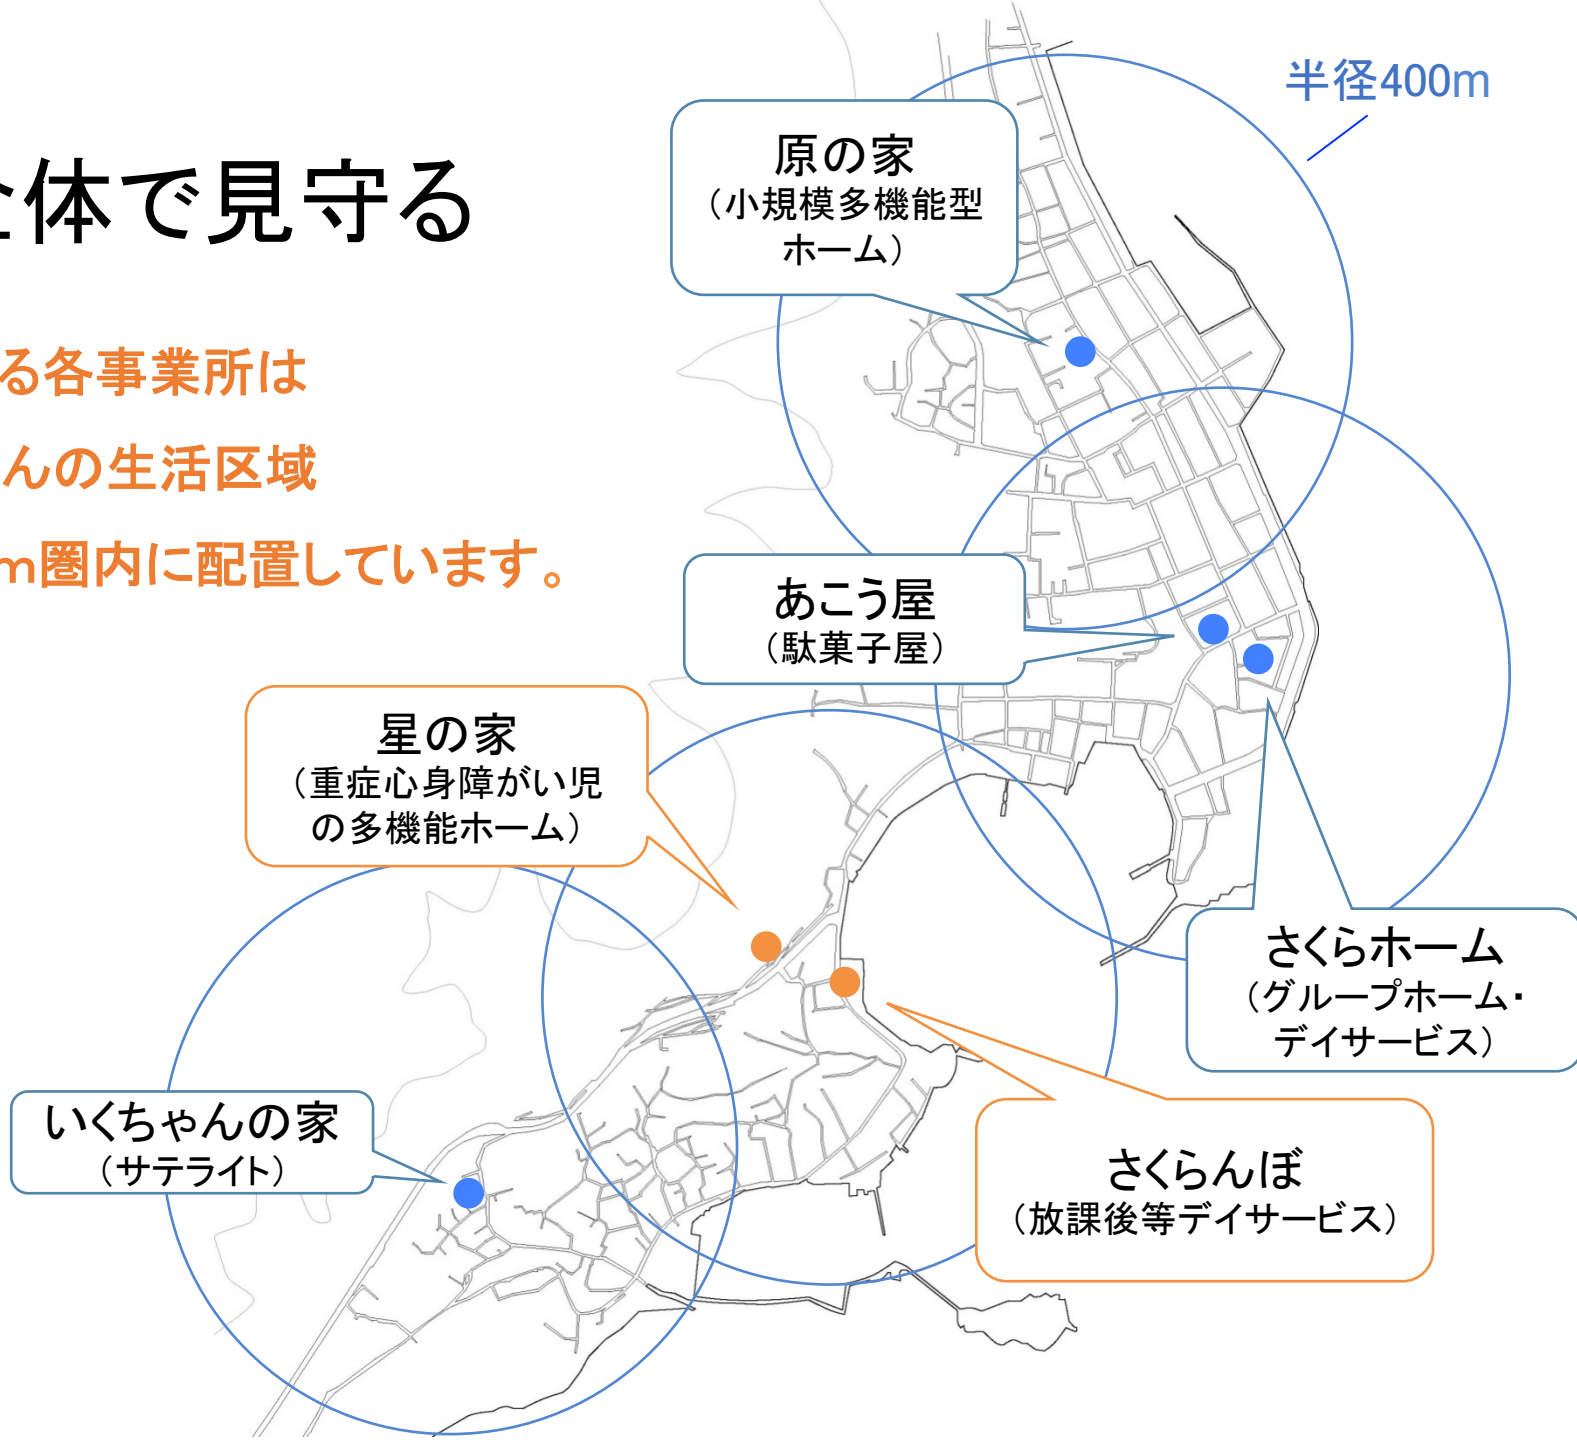 半径400m
原の家
（小規模多機能型
ホーム）
全体で見守る
る各事業所は
んの生活区域
m圏内に配置しています。
あこう屋
（駄菓子屋）
星の家
（重症心身障がい児
の多機能ホーム）
さくらホーム
（グループホーム・
デイサービス）
いくちゃんの家
（サテライト）
さくらんぼ
（放課後等デイサービス）